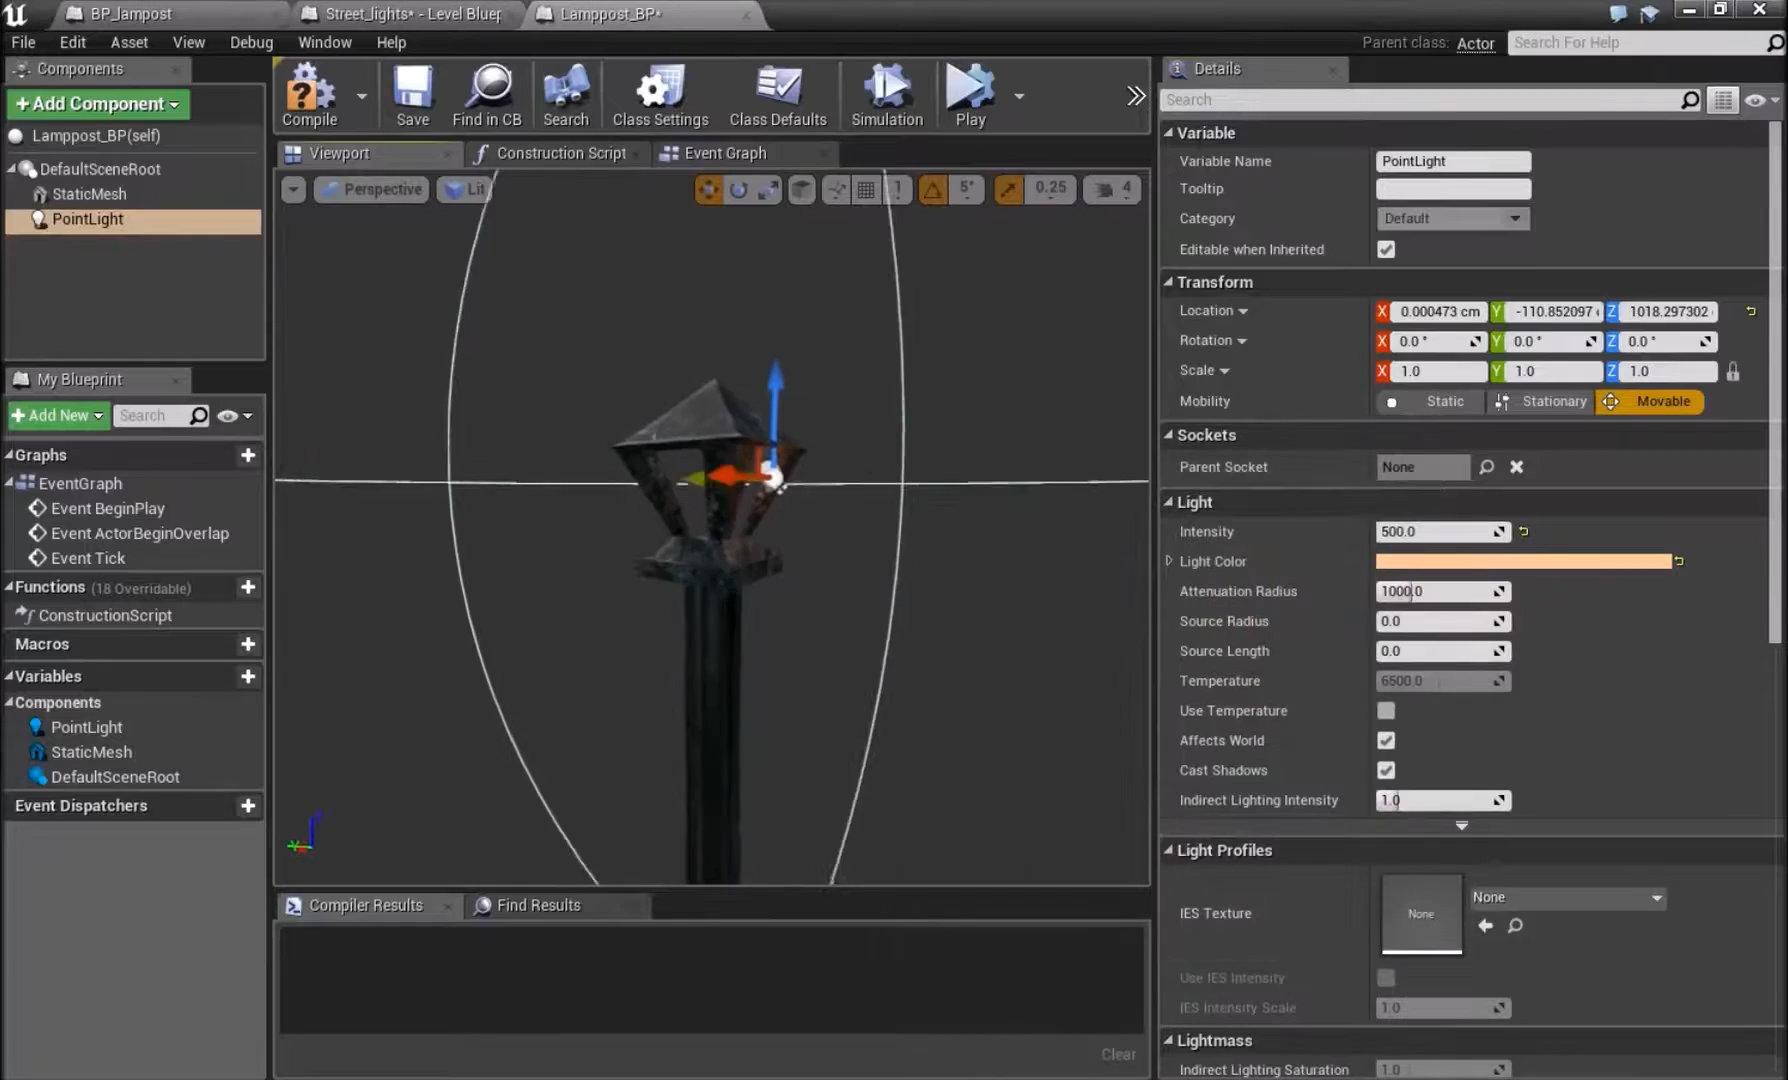 BP_lampost
Street_lights* - Level Bluep
Lamppost_BP*
File Edit Asset View Debug Window Help
Parent class: Actor
Search For Help
Components
+Add Component
Lamppost_BP(self)
DefaultSceneRoot
StaticMesh
PointLight
My Blueprint
+Add New
Search
Graphs
EventGraph
Event BeginPlay
Event ActorBeginOverlap
Event Tick
Functions (18 Overridable)
ConstructionScript
Macros
Variables
Components
PointLight
StaticMesh
DefaultSceneRoot
Event Dispatchers
Compile Save Find in CB Search Class Settings Class Defaults Simulation Play
Viewport
Construction Script
Event Graph
Perspective
Lit
1 5° 0.25 4
Compiler Results
Find Results
Clear
Details
Search
Variable
Variable Name PointLight
Tooltip
Category Default
Editable when Inherited
Transform
Location X 0.000473 cm Y -110.852097 Z 1018.297302
Rotation X 0.0 ° Y 0.0 ° Z 0.0 °
Scale X 1.0 Y 1.0 Z 1.0
Mobility Static Stationary Movable
Sockets
Parent Socket None
Light
Intensity 500.0
Light Color
Attenuation Radius 1000.0
Source Radius 0.0
Source Length 0.0
Temperature 6500.0
Use Temperature
Affects World
Cast Shadows
Indirect Lighting Intensity 1.0
Light Profiles
IES Texture None None
Use IES Intensity
IES Intensity Scale 1.0
Lightmass
Indirect Lighting Saturation 1.0